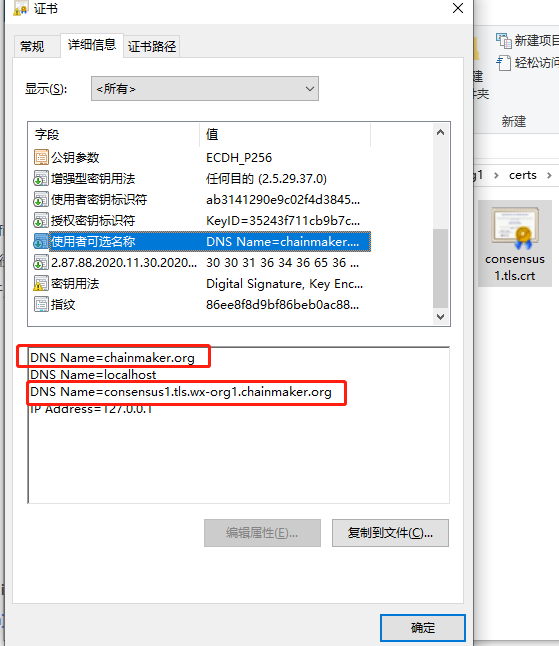 证书
常规
详细信息
证书路径
显示(S):
<所有>
字段
值
公钥参数
ECDH_P256
增强型密钥用法
任何目的 (2.5.29.37.0)
使用者密钥标识符
ab3141290e9c02f4d3845...
授权密钥标识符
KeyID=35243f711cb9b7c...
使用者可选名称
DNS Name=chainmaker....
2.87.88.2020.11.30.2020...
30 30 31 36 34 36 65 36 ...
密钥用法
Digital Signature, Key Enc...
指纹
86ee8f8d9bf86beb0ac88...
DNS Name=chainmaker.org
DNS Name=localhost
DNS Name=consensus1.tls.wx-org1.chainmaker.org
IP Address=127.0.0.1
编辑属性(E)...
复制到文件(C)...
确定
新建项目
轻松访问
建
件夹
新建
g1
certs
consensus
1.tls.crt